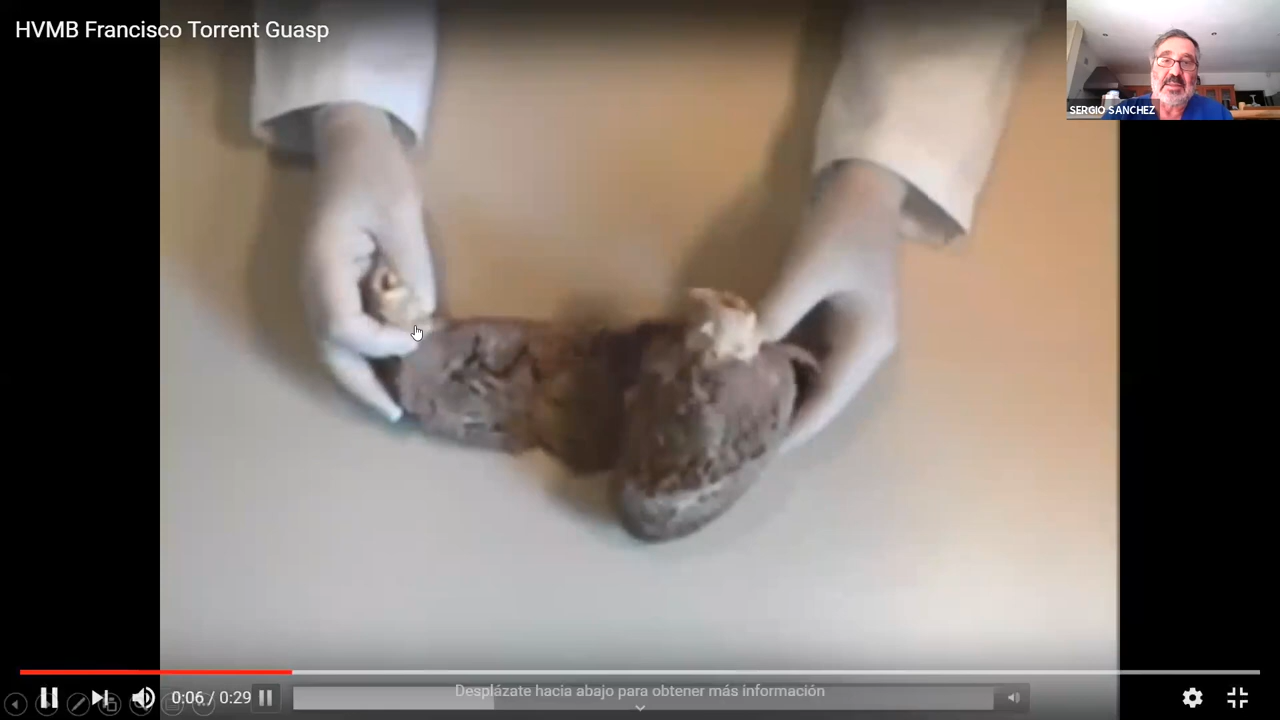 HVMB Francisco Torrent Guasp
SERGIO SANCHEZ
0:06 / 0:29
Desplázate hacia abajo para obtener más información